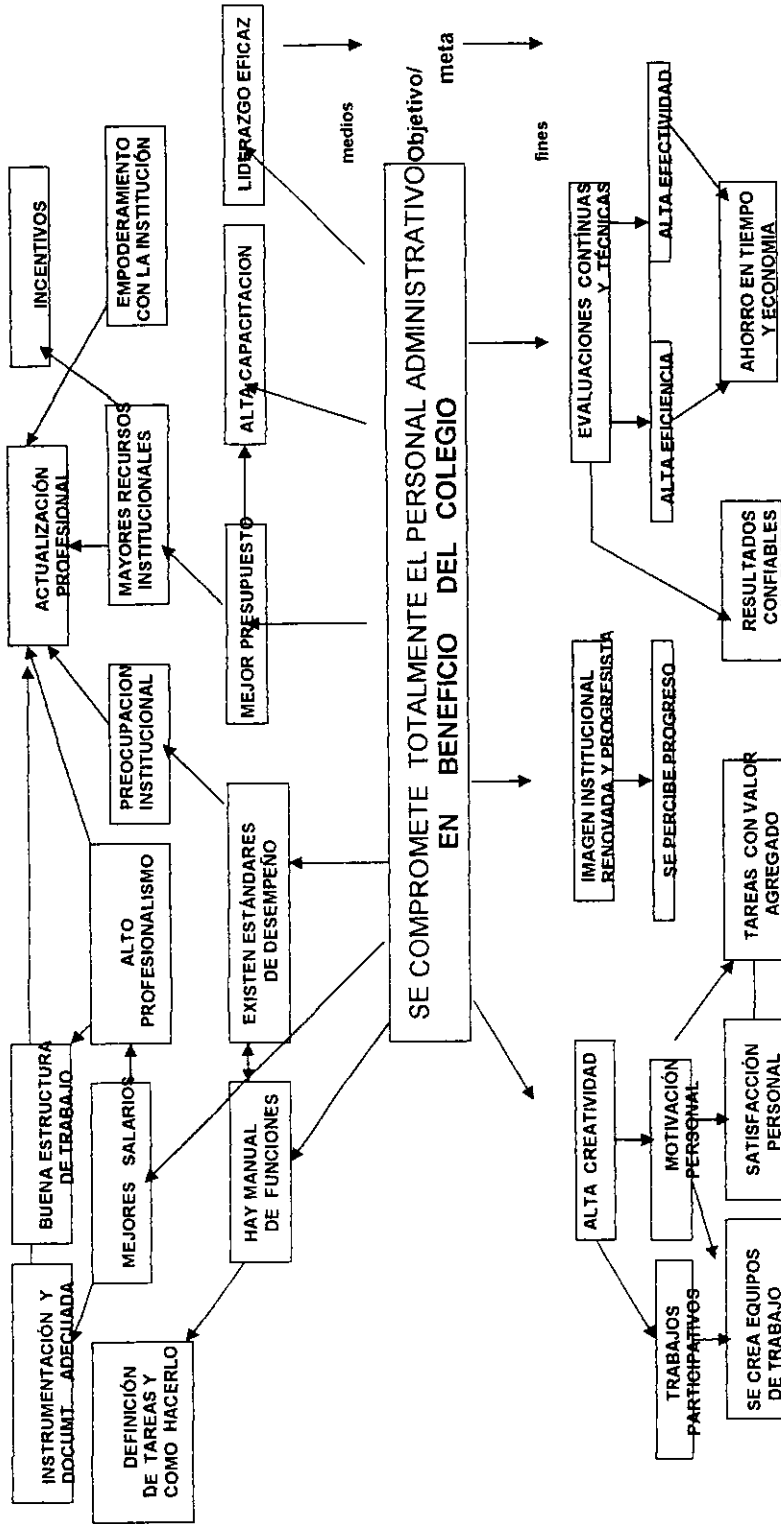 INSTRUMENTACIÓN Y
DOCUMT. ADECUADA
BUENA ESTRUCTURA
DE TRABAJO
ACTUALIZACIÓN
PROFESIONAL
INCENTIVOS
DEFINICIÓN
DE TAREAS Y
COMO HACERLO
MEJORES SALARIOS
ALTO
PROFESIONALISMO
PREOCUPACION
INSTITUCIONAL
MAYORES RECURSOS
INSTITUCIONALES
EMPODERAMIENTO
CON LA INSTITUCIÓN
HAY MANUAL
DE FUNCIONES
EXISTEN ESTÁNDARES
DE DESEMPEÑO
MEJOR PRESUPUESTO
ALTA CAPACITACION
LIDERAZGO EFICAZ
medios
SE COMPROMETE TOTALMENTE EL PERSONAL ADMINISTRATIVO
EN BENEFICIO DEL COLEGIO
Objetivo/
meta
fines
ALTA CREATIVIDAD
IMAGEN INSTITUCIONAL
RENOVADA Y PROGRESISTA
EVALUACIONES CONTÍNUAS
Y TÉCNICAS
TRABAJOS
PARTICIPATIVOS
MOTIVACIÓN
PERSONAL
SE PERCIBE PROGRESO
ALTA EFICIENCIA
ALTA EFECTIVIDAD
SE CREA EQUIPOS
DE TRABAJO
SATISFACCIÓN
PERSONAL
TAREAS CON VALOR
AGREGADO
RESULTADOS
CONFIABLES
AHORRO EN TIEMPO
Y ECONOMIA